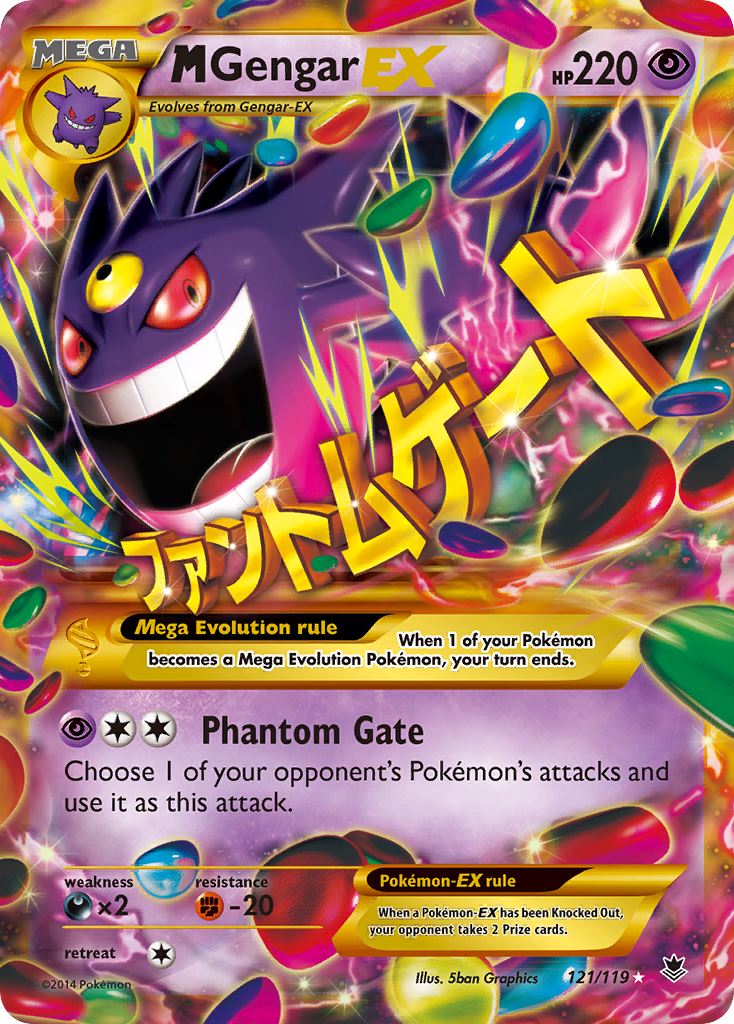 MEGA
MGengarEX
HP220
Evolves from Gengar-EX
ファントムゲート
Mega Evolution rule
When 1 of your Pokémon
becomes a Mega Evolution Pokémon, your turn ends.
Phantom Gate
Choose 1 of your opponent's Pokémon's attacks and
use it as this attack.
weakness
×2
resistance
-20
Pokémon-EX rule
When a Pokémon-EX has been Knocked Out,
your opponent takes 2 Prize cards.
retreat
©2014 Pokémon
Illus. 5ban Graphics
121/119